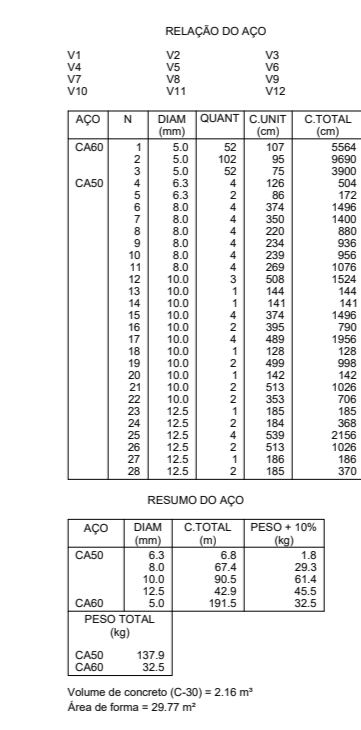 RELAÇÃO DO AÇO
V1 V2 V3
V4 V5 V6
V7 V8 V9
V10 V11 V12
AÇO N DIAM QUANT C.UNIT C.TOTAL
(mm) (cm) (cm)
CA60 1 5.0 52 107 5564
2 5.0 102 95 9690
3 5.0 52 75 3900
CA50 4 6.3 4 126 504
5 6.3 2 86 172
6 8.0 4 374 1496
7 8.0 4 350 1400
8 8.0 4 220 880
9 8.0 4 234 936
10 8.0 4 239 956
11 8.0 4 269 1076
12 10.0 3 508 1524
13 10.0 1 144 144
14 10.0 1 141 141
15 10.0 4 374 1496
16 10.0 2 395 790
17 10.0 4 489 1956
18 10.0 1 128 128
19 10.0 2 499 998
20 10.0 1 142 142
21 10.0 2 513 1026
22 10.0 2 353 706
23 12.5 1 185 185
24 12.5 2 184 368
25 12.5 4 539 2156
26 12.5 2 513 1026
27 12.5 1 186 186
28 12.5 2 185 370
RESUMO DO AÇO
AÇO DIAM C.TOTAL PESO + 10%
(mm) (m) (kg)
CA50 6.3 6.8 1.8
8.0 67.4 29.3
10.0 90.5 61.4
12.5 42.9 45.5
CA60 5.0 191.5 32.5
PESO TOTAL
(kg)
CA50 137.9
CA60 32.5
Volume de concreto (C-30) = 2.16 m³
Área de forma = 29.77 m²